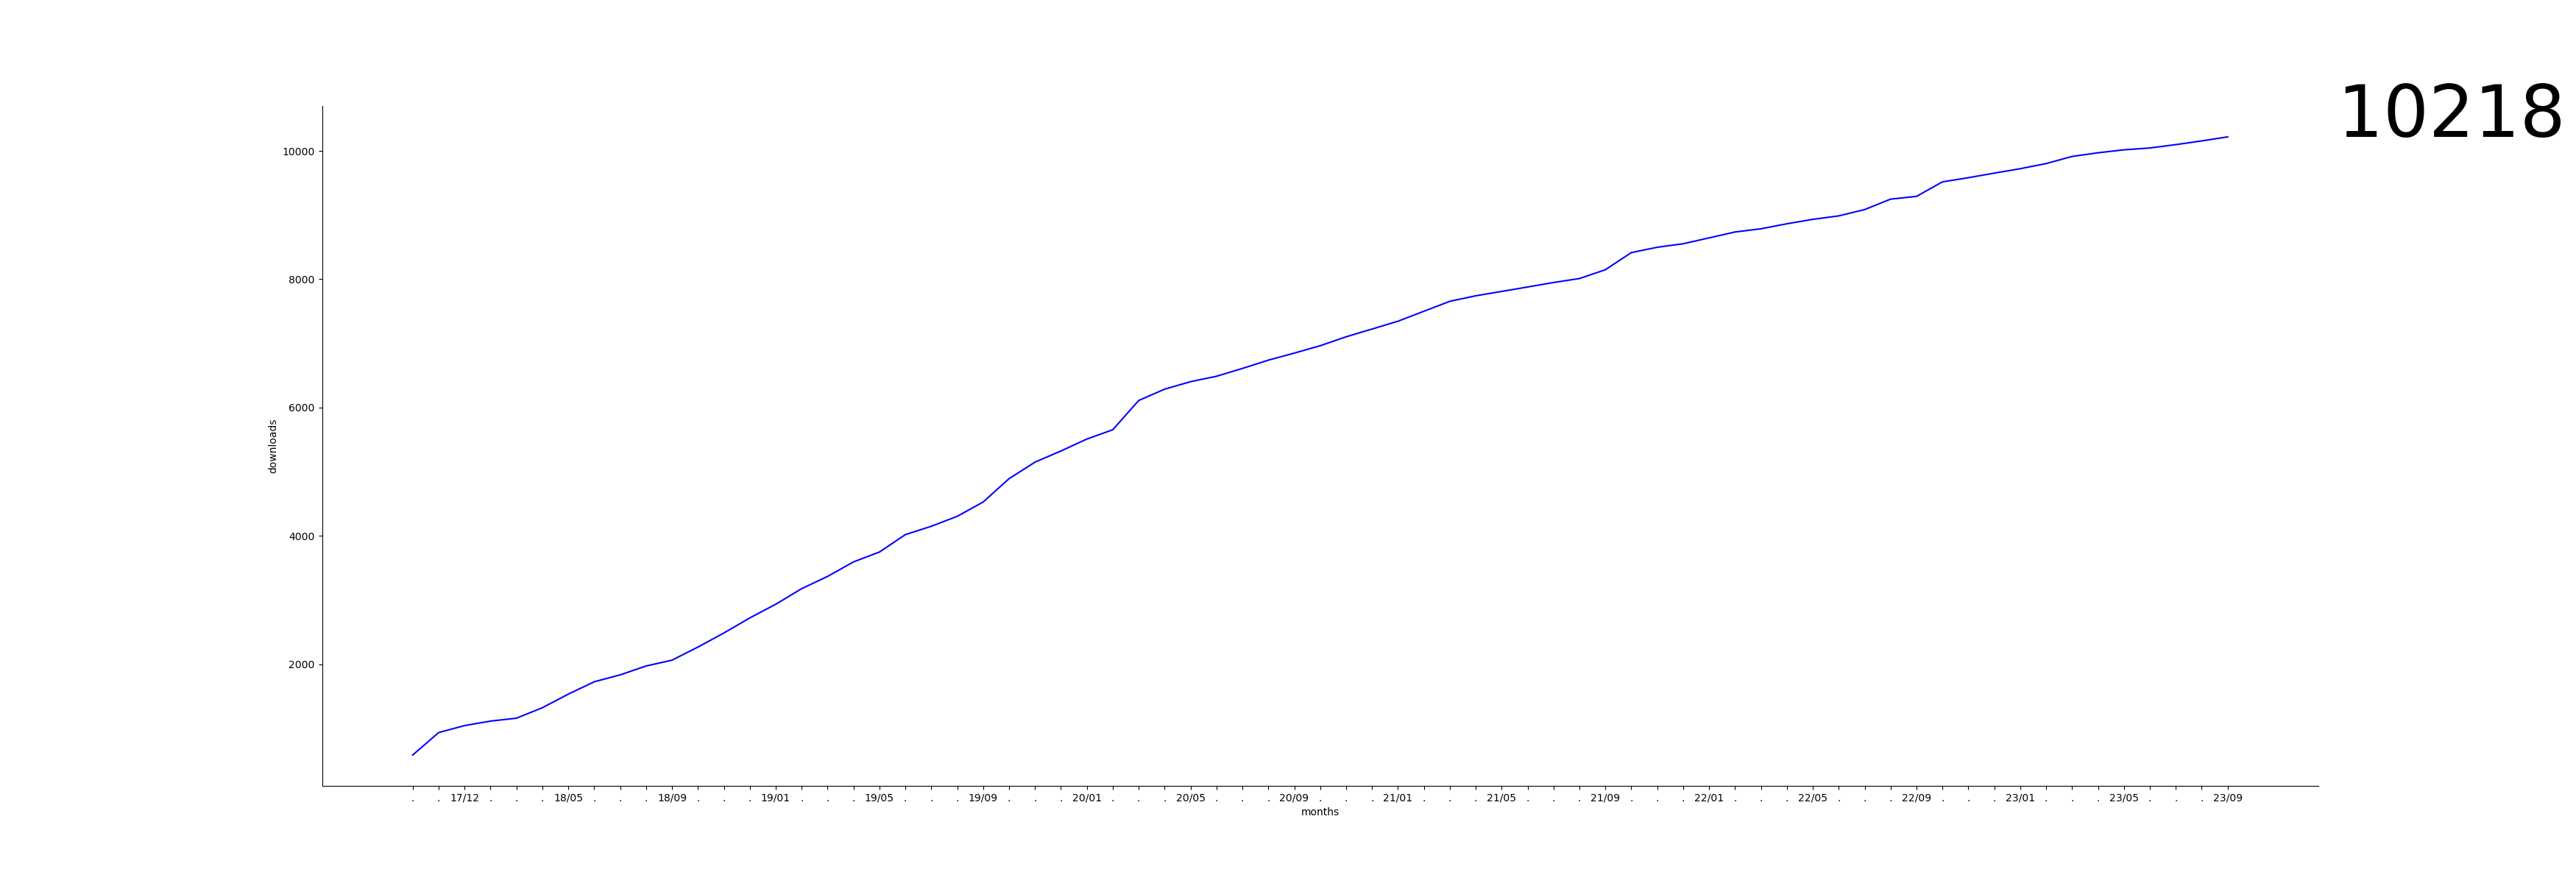 10218
10000
8000
6000
4000
2000
downloads
. . 17/12 . . . 18/05 . . . 18/09 . . . 19/01 . . . 19/05 . . . 19/09 . . . 20/01 . . . 20/05 . . . 20/09 . . . 21/01 . . . 21/05 . . . 21/09 . . . 22/01 . . . 22/05 . . . 22/09 . . . 23/01 . . . 23/05 . . . 23/09
months